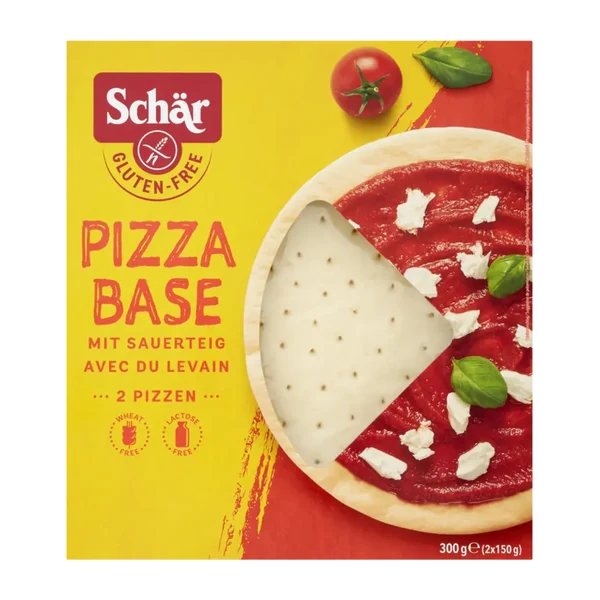 Schär
GLUTEN-FREE
PIZZA
BASE
MIT SAUERTEIG
AVEC DU LEVAIN
··· 2 PIZZEN ···
WHEAT
FREE
LACTOSE
FREE
300 g ℮ (2x150 g)